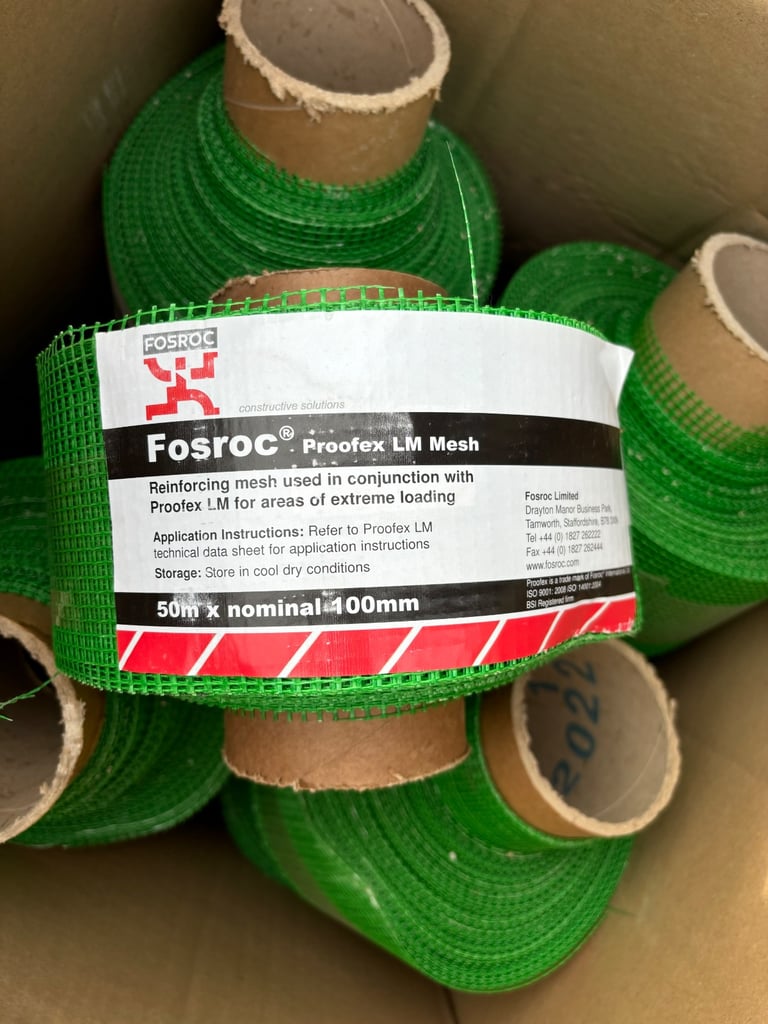 FOSROC
constructive solutions
Fosroc® Proofex LM Mesh
Reinforcing mesh used in conjunction with
Proofex LM for areas of extreme loading
Application Instructions: Refer to Proofex LM
technical data sheet for application instructions
Storage: Store in cool dry conditions
50m x nominal 100mm
Fosroc Limited
Drayton Manor Business Park,
Tamworth, Staffordshire, B78
Tel +44 (0) 1827 262222
Fax +44 (0) 1827 262444
www.fosroc.com
Proofex is a trade mark of Fosroc® International
ISO 9001: 2008 ISO 14001:2004
BSI Registered firm
2022